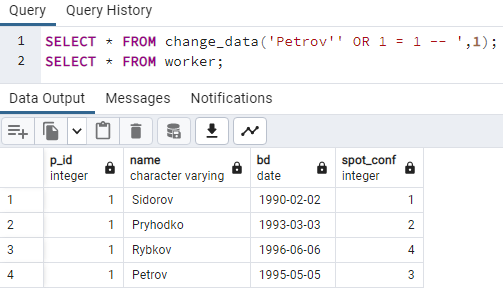 Query Query History
1 SELECT * FROM change_data('Petrov'' OR 1 = 1 -- ',1);
2 SELECT * FROM worker;
Data Output Messages Notifications
p_id name bd spot_conf
integer character varying date integer
1 1 Sidorov 1990-02-02 1
2 1 Pryhodko 1993-03-03 2
3 1 Rybkov 1996-06-06 4
4 1 Petrov 1995-05-05 3